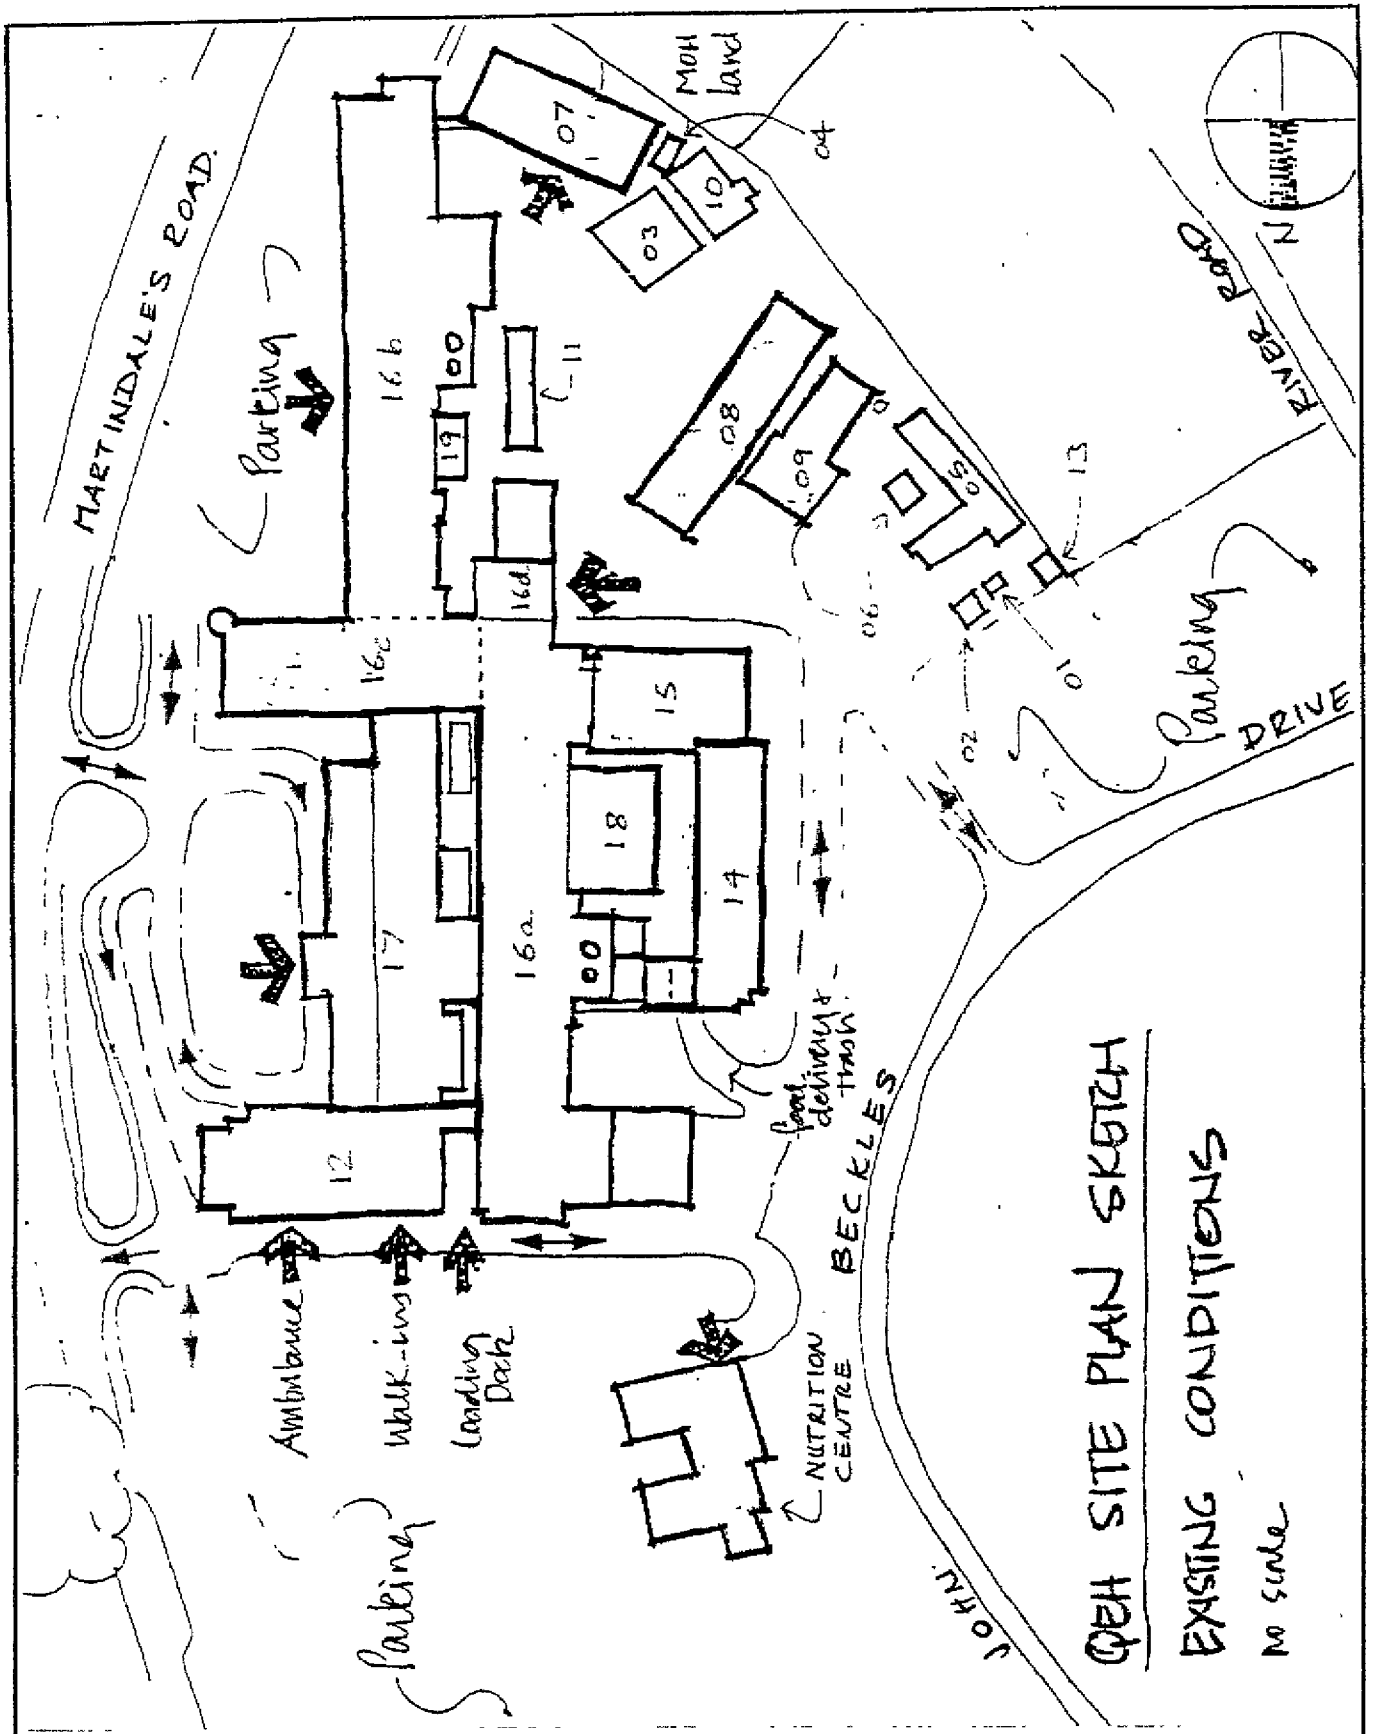 QEH SITE PLAN SKETCH
EXISTING CONDITIONS
NO scale
MARTINDALE'S ROAD.
Parking
Parking
Ambulance
Walk-ins
Loading
Dock
NUTRITION
CENTRE
JOHN
BECKLES
DRIVE
food
delivery &
trash
Parking
RIVER ROAD
N
MOH
land
12
17
16a
16c
16b
16d
00
00
18
14
15
19
11
07
04
10
03
08
09
05
06
13
01
02